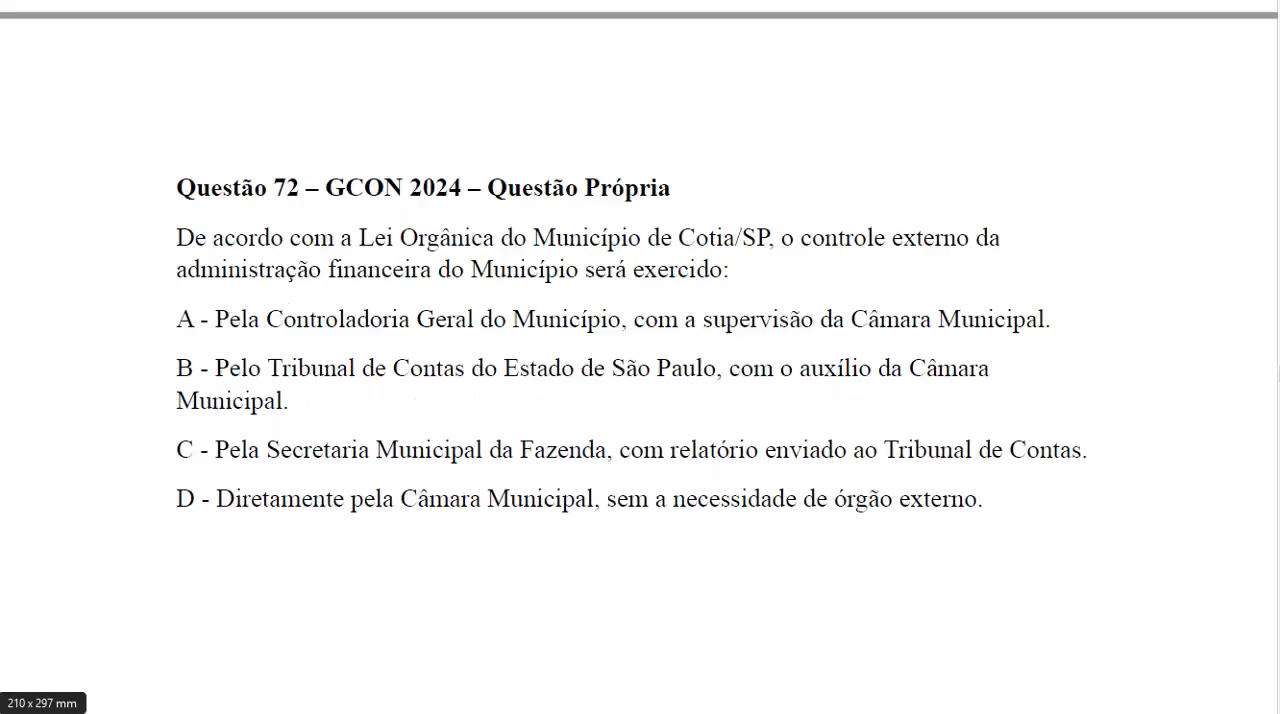 Questão 72 – GCON 2024 – Questão Própria
De acordo com a Lei Orgânica do Município de Cotia/SP, o controle externo da
administração financeira do Município será exercido:
A - Pela Controladoria Geral do Município, com a supervisão da Câmara Municipal.
B - Pelo Tribunal de Contas do Estado de São Paulo, com o auxílio da Câmara
Municipal.
C - Pela Secretaria Municipal da Fazenda, com relatório enviado ao Tribunal de Contas.
D - Diretamente pela Câmara Municipal, sem a necessidade de órgão externo.
210 x 297 mm